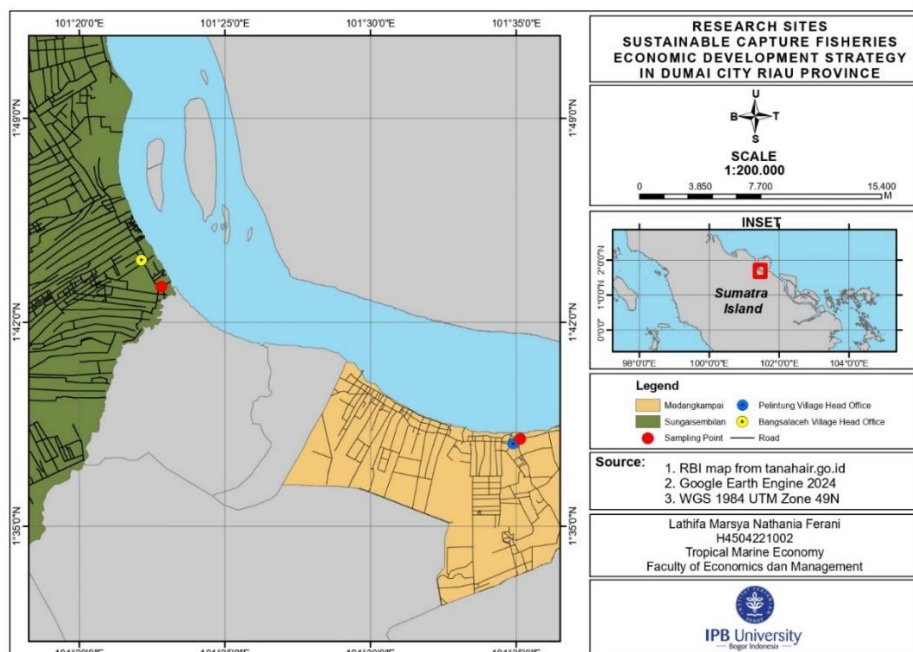 101°20'0"E 101°25'0"E 101°30'0"E 101°35'0"E
1°49'0"N 1°49'0"N
1°42'0"N 1°42'0"N
1°35'0"N 1°35'0"N
RESEARCH SITES
SUSTAINABLE CAPTURE FISHERIES
ECONOMIC DEVELOPMENT STRATEGY
IN DUMAI CITY RIAU PROVINCE
U
B T
S
SCALE
1:200.000
0 3.850 7.700 15.400
M
INSET
2°0'0"N
1°0'0"N
0°0'0"
Sumatra
Island
98°0'0"E 100°0'0"E 102°0'0"E 104°0'0"E
Legend
Medangkampai Pelintung Village Head Office
Sungaisembilan Bangsalaceh Village Head Office
Sampling Point Road
Source:
1. RBI map from tanahair.go.id
2. Google Earth Engine 2024
3. WGS 1984 UTM Zone 49N
Lathifa Marsya Nathania Ferani
H4504221002
Tropical Marine Economy
Faculty of Economics dan Management
IPB University
Bogor Indonesia